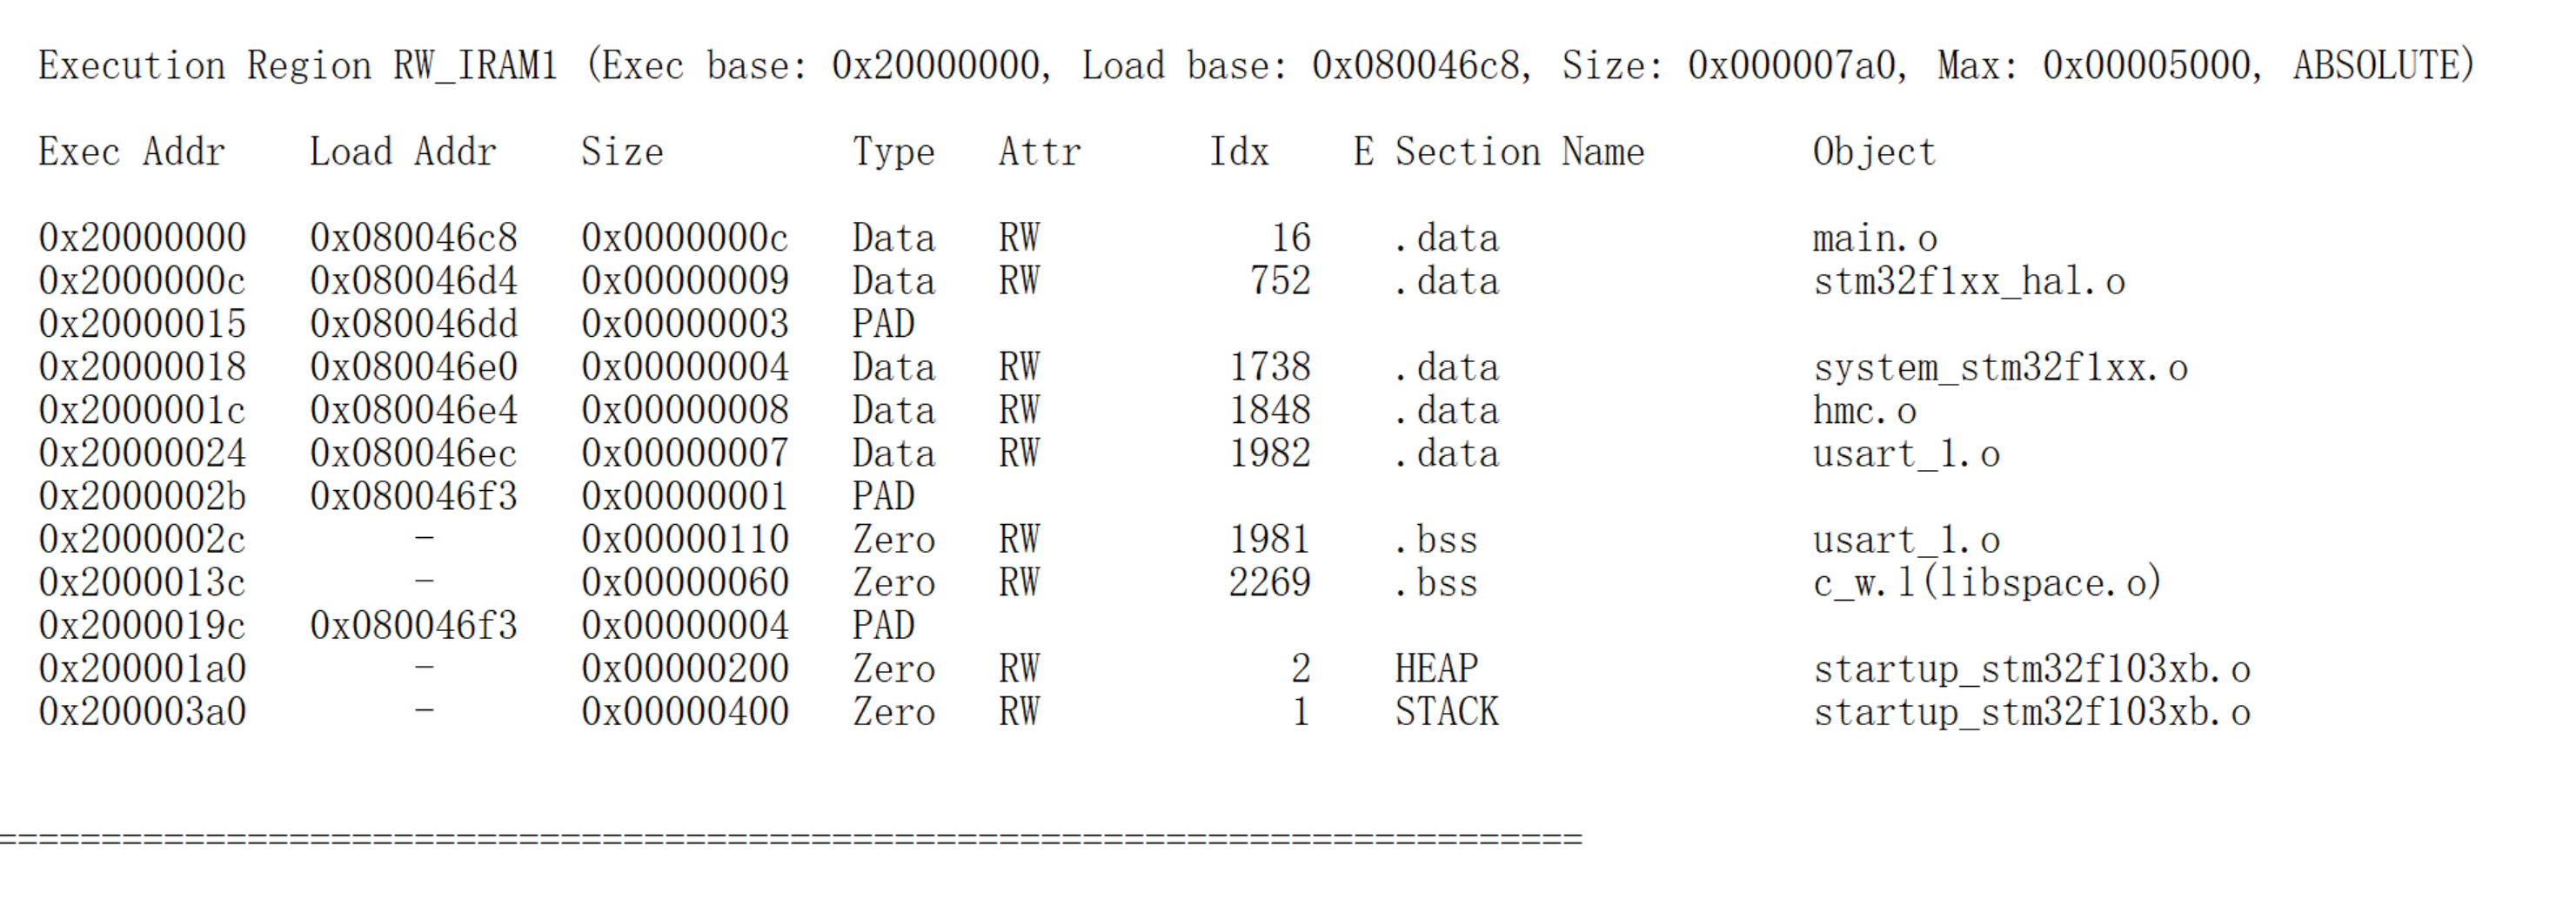 Execution Region RW_IRAM1 (Exec base: 0x20000000, Load base: 0x080046c8, Size: 0x000007a0, Max: 0x00005000, ABSOLUTE)
Exec Addr    Load Addr    Size         Type   Attr      Idx    E Section Name        Object
0x20000000   0x080046c8   0x0000000c   Data   RW           16    .data               main.o
0x2000000c   0x080046d4   0x00000009   Data   RW          752    .data               stm32f1xx_hal.o
0x20000015   0x080046dd   0x00000003   PAD
0x20000018   0x080046e0   0x00000004   Data   RW         1738    .data               system_stm32f1xx.o
0x2000001c   0x080046e4   0x00000008   Data   RW         1848    .data               hmc.o
0x20000024   0x080046ec   0x00000007   Data   RW         1982    .data               usart_1.o
0x2000002b   0x080046f3   0x00000001   PAD
0x2000002c        -       0x00000110   Zero   RW         1981    .bss                usart_1.o
0x2000013c        -       0x00000060   Zero   RW         2269    .bss                c_w.l(libspace.o)
0x2000019c   0x080046f3   0x00000004   PAD
0x200001a0        -       0x00000200   Zero   RW            2    HEAP                startup_stm32f103xb.o
0x200003a0        -       0x00000400   Zero   RW            1    STACK               startup_stm32f103xb.o
============================================================================